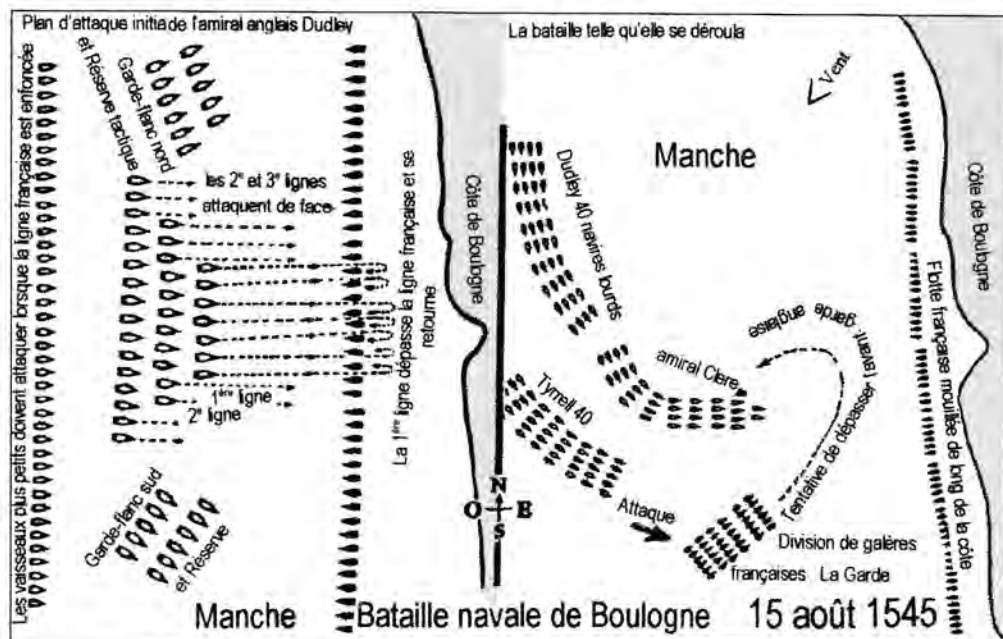 Plan d'attaque initia de l'amiral anglais Dudley
Les vaisseaux plus petits doivent attaquer lorsque la ligne française est enfoncée
Garde-flanc nord
et Réserve tactique
les 2e et 3e lignes
attaquent de face
1ère ligne
2e ligne
Garde-flanc sud
et Réserve
La 1ère ligne dépasse la ligne française et se
retourne.
Côte de Boulogne
La bataille telle qu'elle se déroula
Vent
Manche
Dudley 40 navires lourds
amiral Clere
Tyrrell 40
Attaque
Tentative de dépasser l'avant garde anglaise
Division de galères
françaises La Garde
Flotte française mouillée de long de la côte
Côte de Boulogne
N
O E
S
Manche Bataille navale de Boulogne 15 août 1545